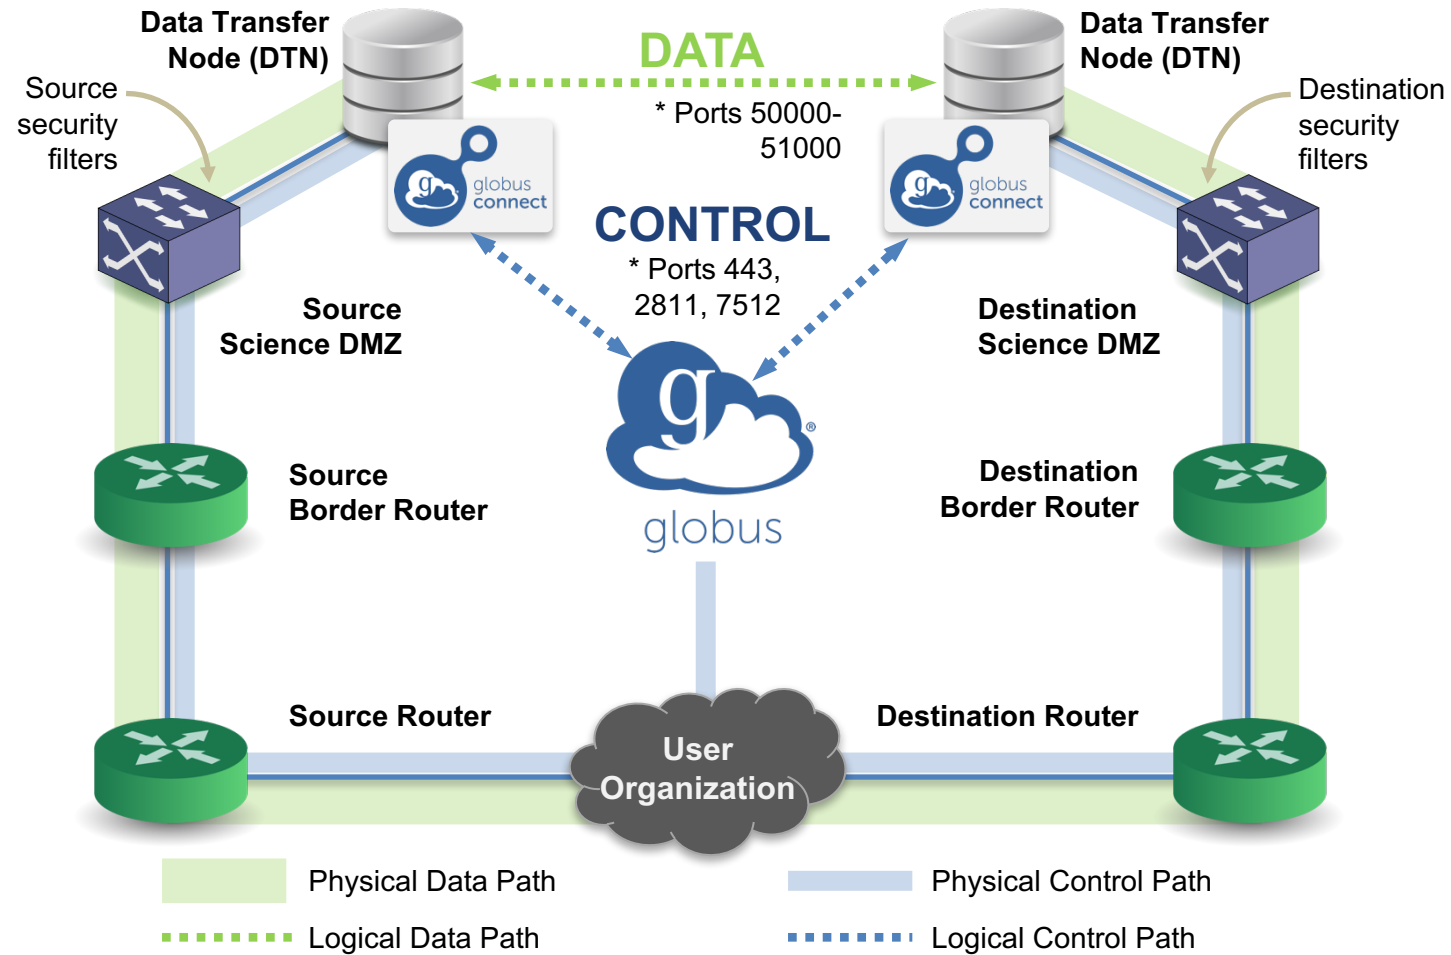 Data Transfer
Node (DTN)
DATA
Data Transfer
Node (DTN)
Source
security
filters
* Ports 50000-
51000
Destination
security
filters
g
globus
connect
g
globus
connect
CONTROL
* Ports 443,
2811, 7512
Source
Science DMZ
Destination
Science DMZ
g
®
globus
Source
Border Router
Destination
Border Router
Source Router
User
Organization
Destination Router
Physical Data Path
Physical Control Path
Logical Data Path
Logical Control Path